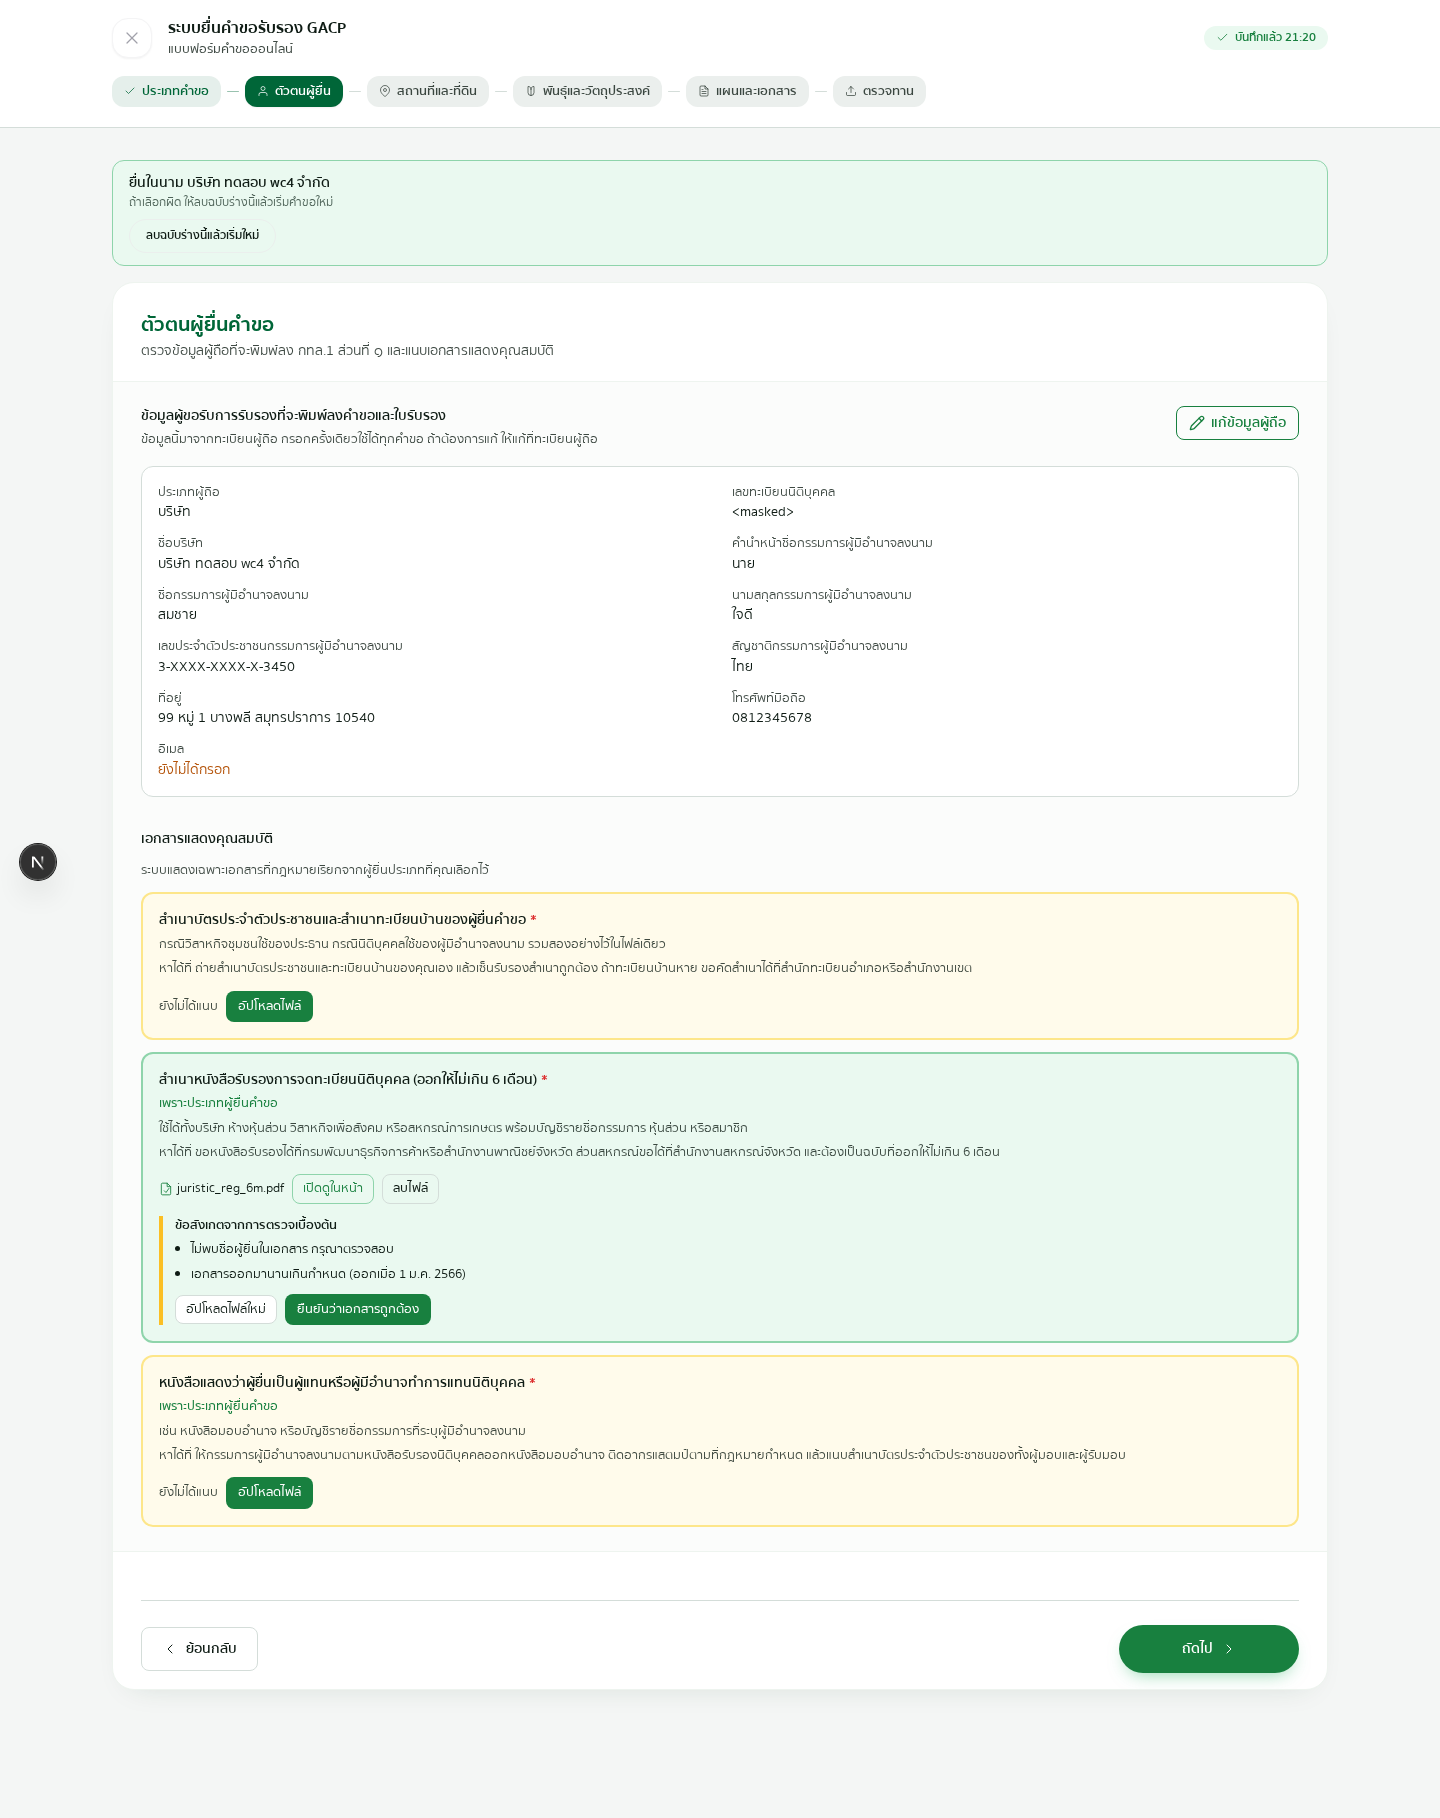 ระบบยื่นคำขอรับรอง GACP
แบบฟอร์มคำขอออนไลน์
บันทึกแล้ว 21:20
ประเภทคำขอ
ตัวตนผู้ยื่น
สถานที่และที่ดิน
พันธุ์และวัตถุประสงค์
แผนและเอกสาร
ตรวจทาน
ยื่นในนาม บริษัท ทดสอบ wc4 จำกัด
ถ้าเลือกผิด ให้ลบฉบับร่างนี้แล้วเริ่มคำขอใหม่
ลบฉบับร่างนี้แล้วเริ่มใหม่
ตัวตนผู้ยื่นคำขอ
ตรวจข้อมูลผู้ถือที่จะพิมพ์ลง กทล.1 ส่วนที่ ๑ และแนบเอกสารแสดงคุณสมบัติ
ข้อมูลผู้ขอรับการรับรองที่จะพิมพ์ลงคำขอและใบรับรอง
ข้อมูลนี้มาจากทะเบียนผู้ถือ กรอกครั้งเดียวใช้ได้ทุกคำขอ ถ้าต้องการแก้ ให้แก้ที่ทะเบียนผู้ถือ
แก้ข้อมูลผู้ถือ
ประเภทผู้ถือ
บริษัท
เลขทะเบียนนิติบุคคล
<masked>
ชื่อบริษัท
บริษัท ทดสอบ wc4 จำกัด
คำนำหน้าชื่อกรรมการผู้มีอำนาจลงนาม
นาย
ชื่อกรรมการผู้มีอำนาจลงนาม
สมชาย
นามสกุลกรรมการผู้มีอำนาจลงนาม
ใจดี
เลขประจำตัวประชาชนกรรมการผู้มีอำนาจลงนาม
3-XXXX-XXXX-X-3450
สัญชาติกรรมการผู้มีอำนาจลงนาม
ไทย
ที่อยู่
99 หมู่ 1 บางพลี สมุทรปราการ 10540
โทรศัพท์มือถือ
0812345678
อีเมล
ยังไม่ได้กรอก
เอกสารแสดงคุณสมบัติ
ระบบแสดงเฉพาะเอกสารที่กฎหมายเรียกจากผู้ยื่นประเภทที่คุณเลือกไว้
สำเนาบัตรประจำตัวประชาชนและสำเนาทะเบียนบ้านของผู้ยื่นคำขอ *
กรณีวิสาหกิจชุมชนใช้ของประธาน กรณีนิติบุคคลใช้ของผู้มีอำนาจลงนาม รวมสองอย่างไว้ในไฟล์เดียว
หาได้ที่ ถ่ายสำเนาบัตรประชาชนและทะเบียนบ้านของคุณเอง แล้วเซ็นรับรองสำเนาถูกต้อง ถ้าทะเบียนบ้านหาย ขอคัดสำเนาได้ที่สำนักทะเบียนอำเภอหรือสำนักงานเขต
ยังไม่ได้แนบ
อัปโหลดไฟล์
สำเนาหนังสือรับรองการจดทะเบียนนิติบุคคล (ออกให้ไม่เกิน 6 เดือน) *
เพราะประเภทผู้ยื่นคำขอ
ใช้ได้ทั้งบริษัท ห้างหุ้นส่วน วิสาหกิจเพื่อสังคม หรือสหกรณ์การเกษตร พร้อมบัญชีรายชื่อกรรมการ หุ้นส่วน หรือสมาชิก
หาได้ที่ ขอหนังสือรับรองได้ที่กรมพัฒนาธุรกิจการค้าหรือสำนักงานพาณิชย์จังหวัด ส่วนสหกรณ์ขอได้ที่สำนักงานสหกรณ์จังหวัด และต้องเป็นฉบับที่ออกให้ไม่เกิน 6 เดือน
juristic_reg_6m.pdf
เปิดดูในหน้า
ลบไฟล์
ข้อสังเกตจากการตรวจเบื้องต้น
ไม่พบชื่อผู้ยื่นในเอกสาร กรุณาตรวจสอบ
เอกสารออกมานานเกินกำหนด (ออกเมื่อ 1 ม.ค. 2566)
อัปโหลดไฟล์ใหม่
ยืนยันว่าเอกสารถูกต้อง
หนังสือแสดงว่าผู้ยื่นเป็นผู้แทนหรือผู้มีอำนาจทำการแทนนิติบุคคล *
เพราะประเภทผู้ยื่นคำขอ
เช่น หนังสือมอบอำนาจ หรือบัญชีรายชื่อกรรมการที่ระบุผู้มีอำนาจลงนาม
หาได้ที่ ให้กรรมการผู้มีอำนาจลงนามตามหนังสือรับรองนิติบุคคลออกหนังสือมอบอำนาจ ติดอากรแสตมป์ตามที่กฎหมายกำหนด แล้วแนบสำเนาบัตรประจำตัวประชาชนของทั้งผู้มอบและผู้รับมอบ
ยังไม่ได้แนบ
อัปโหลดไฟล์
ย้อนกลับ
ถัดไป